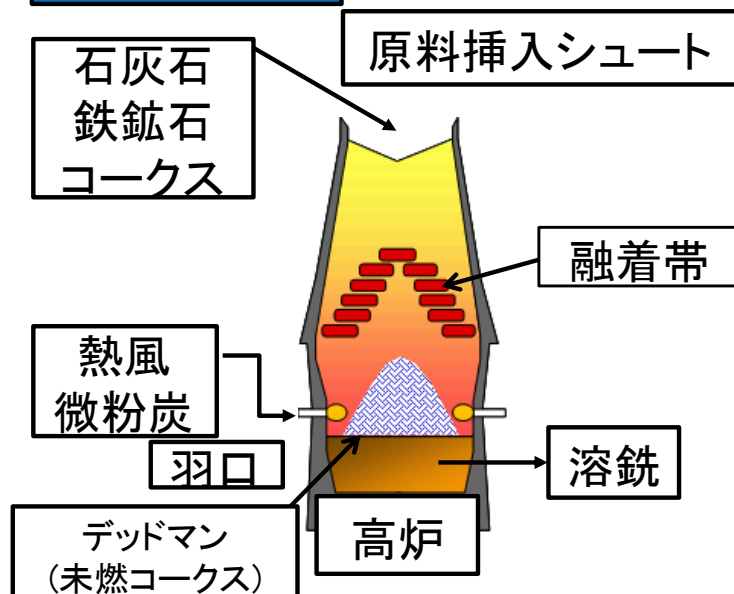 原料挿入シュート
石灰石
鉄鉱石
コークス
融着帯
熱風
微粉炭
羽口
溶銑
デッドマン
(未燃コークス)
高炉